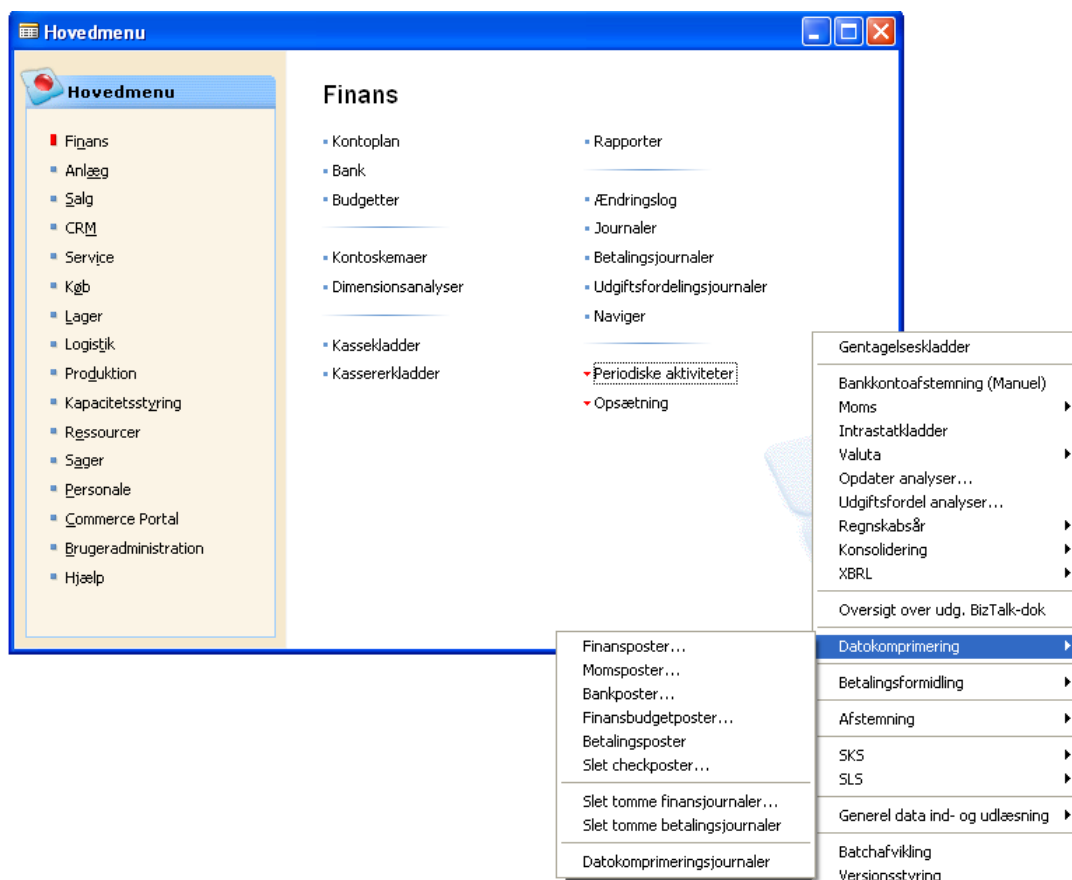 Hovedmenu
Hovedmenu
Finans
Anlæg
Salg
CRM
Service
Køb
Lager
Logistik
Produktion
Kapacitetsstyring
Ressourcer
Sager
Personale
Commerce Portal
Brugeradministration
Hjælp
Finans
Kontoplan
Bank
Budgetter
Kontoskemaer
Dimensionsanalyser
Kassekladder
Kassererkladder
Rapporter
Ændringslog
Journaler
Betalingsjournaler
Udgiftsfordelingsjournaler
Naviger
Periodiske aktiviteter
Opsætning
Gentagelseskladder
Bankkontoafstemning (Manuel)
Moms
Intrastatkladder
Valuta
Opdater analyser...
Udgiftsfordel analyser...
Regnskabsår
Konsolidering
XBRL
Oversigt over udg. BizTalk-dok
Datokomprimering
Betalingsformidling
Afstemning
SKS
SLS
Generel data ind- og udlæsning
Batchafvikling
Versionsstyring
Finansposter...
Momsposter...
Bankposter...
Finansbudgetposter...
Betalingsposter
Slet checkposter...
Slet tomme finansjournaler...
Slet tomme betalingsjournaler
Datokomprimeringsjournaler